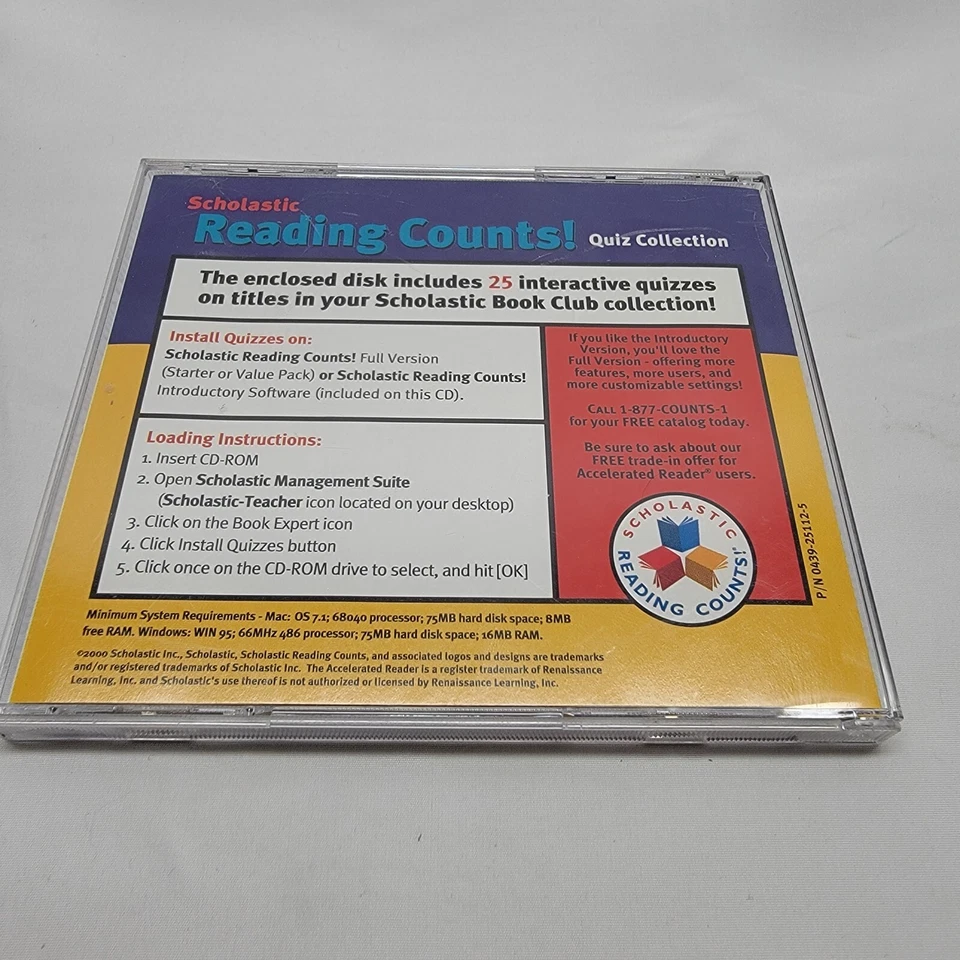 Scholastic
Reading Counts! Quiz Collection
The enclosed disk includes 25 interactive quizzes
on titles in your Scholastic Book Club collection!
Install Quizzes on:
Scholastic Reading Counts! Full Version
(Starter or Value Pack) or Scholastic Reading Counts!
Introductory Software (included on this CD).
Loading Instructions:
1. Insert CD-ROM
2. Open Scholastic Management Suite
(Scholastic-Teacher icon located on your desktop)
3. Click on the Book Expert icon
4. Click Install Quizzes button
5. Click once on the CD-ROM drive to select, and hit [OK]
If you like the Introductory
Version, you'll love the
Full Version - offering more
features, more users, and
more customizable settings!
CALL 1-877-COUNTS-1
for your FREE catalog today.
Be sure to ask about our
FREE trade-in offer for
Accelerated Reader® users.
SCHOLASTIC
READING COUNTS!®
P/N 0439-25112-5
Minimum System Requirements - Mac: OS 7.1; 68040 processor; 75MB hard disk space; 8MB
free RAM. Windows: WIN 95; 66MHz 486 processor; 75MB hard disk space; 16MB RAM.
©2000 Scholastic Inc., Scholastic, Scholastic Reading Counts, and associated logos and designs are trademarks
and/or registered trademarks of Scholastic Inc. The Accelerated Reader is a register trademark of Renaissance
Learning, Inc. and Scholastic's use thereof is not authorized or licensed by Renaissance Learning, Inc.